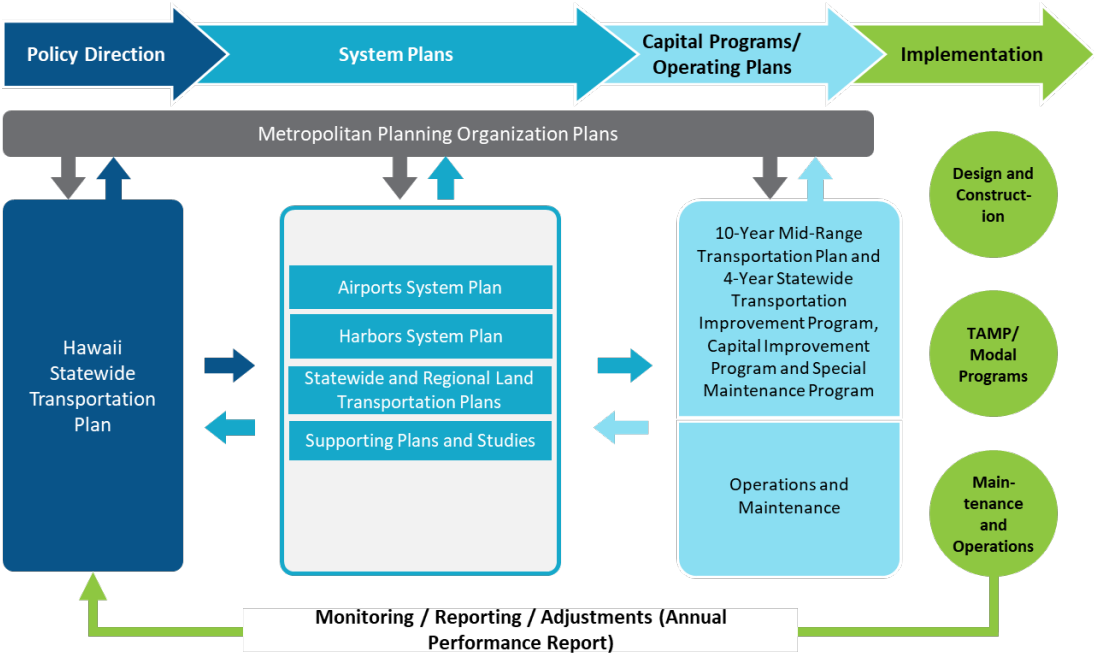 Policy Direction
System Plans
Capital Programs/
Operating Plans
Implementation
Metropolitan Planning Organization Plans
Hawaii
Statewide
Transportation
Plan
Airports System Plan
Harbors System Plan
Statewide and Regional Land
Transportation Plans
Supporting Plans and Studies
10-Year Mid-Range
Transportation Plan and
4-Year Statewide
Transportation
Improvement Program,
Capital Improvement
Program and Special
Maintenance Program
Operations and
Maintenance
Design and
Construct-
ion
TAMP/
Modal
Programs
Main-
tenance
and
Operations
Monitoring / Reporting / Adjustments (Annual
Performance Report)